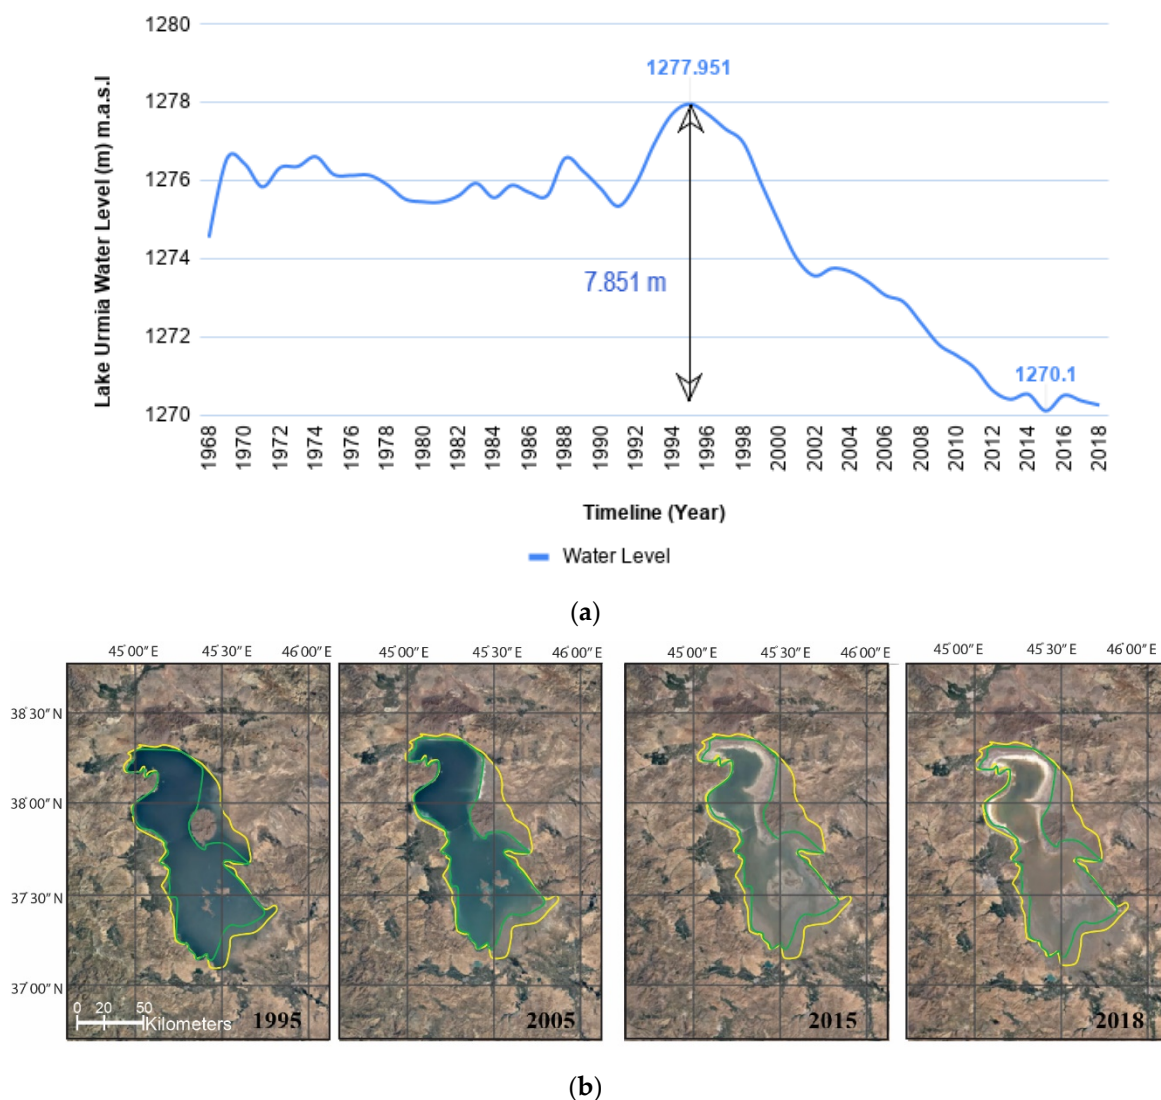 1280
1277.951
1278
1276
1274
7.851 m
1272
1270.1
1270
Lake Urmia Water Level (m) m.a.s.l
1968 1970 1972 1974 1976 1978 1980 1982 1984 1986 1988 1990 1992 1994 1996 1998 2000 2002 2004 2006 2008 2010 2012 2014 2016 2018
Timeline (Year)
Water Level
(a)
45°00" E 45°30" E 46°00" E 45°00" E 45°30" E 46°00" E 45°00" E 45°30" E 46°00" E 45°00" E 45°30" E 46°00" E
38°30" N
38°00" N
37°30" N
37°00" N
0 20 50
Kilometers
1995 2005 2015 2018
(b)